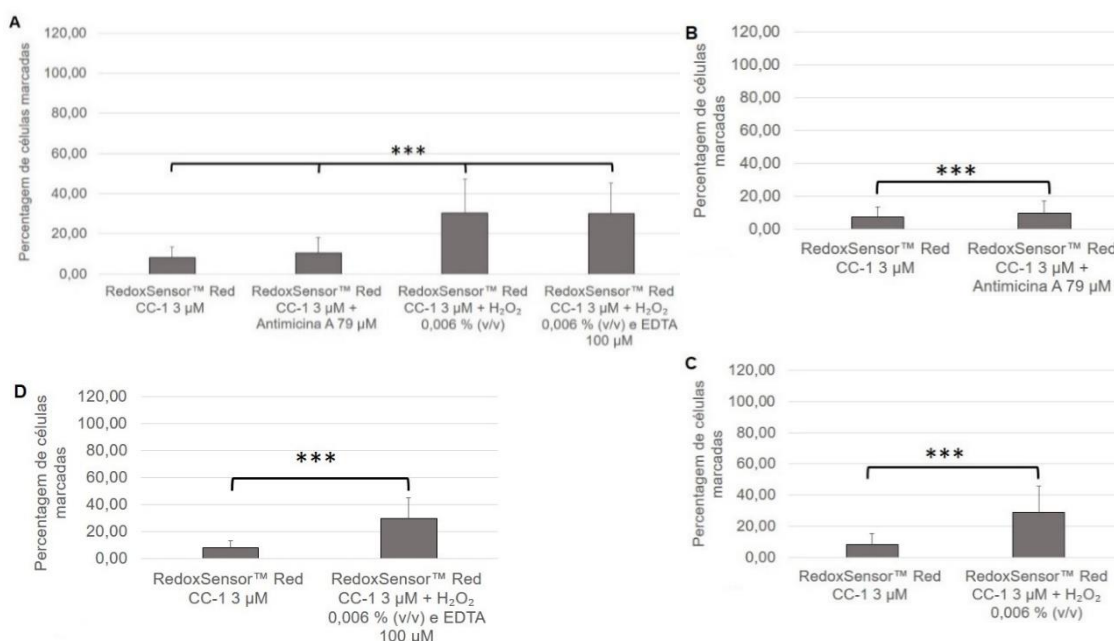 A
Percentagem de células marcadas
120,00
100,00
80,00
60,00
40,00
20,00
0,00
***
RedoxSensor™ Red
CC-1 3 µM
RedoxSensor™ Red
CC-1 3 µM +
Antimicina A 79 µM
RedoxSensor™ Red
CC-1 3 µM + H₂O₂
0,006 % (v/v)
RedoxSensor™ Red
CC-1 3 µM + H₂O₂
0,006 % (v/v) e EDTA
100 µM
B
Percentagem de células
marcadas
120,00
100,00
80,00
60,00
40,00
20,00
0,00
***
RedoxSensor™ Red
CC-1 3 µM
RedoxSensor™ Red
CC-1 3 µM +
Antimicina A 79 µM
D
Percentagem de células
marcadas
120,00
100,00
80,00
60,00
40,00
20,00
0,00
***
RedoxSensor™ Red
CC-1 3 µM
RedoxSensor™ Red
CC-1 3 µM + H₂O₂
0,006 % (v/v) e EDTA
100 µM
C
Percentagem de células
marcadas
120,00
100,00
80,00
60,00
40,00
20,00
0,00
***
RedoxSensor™ Red
CC-1 3 µM
RedoxSensor™ Red
CC-1 3 µM + H₂O₂
0,006 % (v/v)